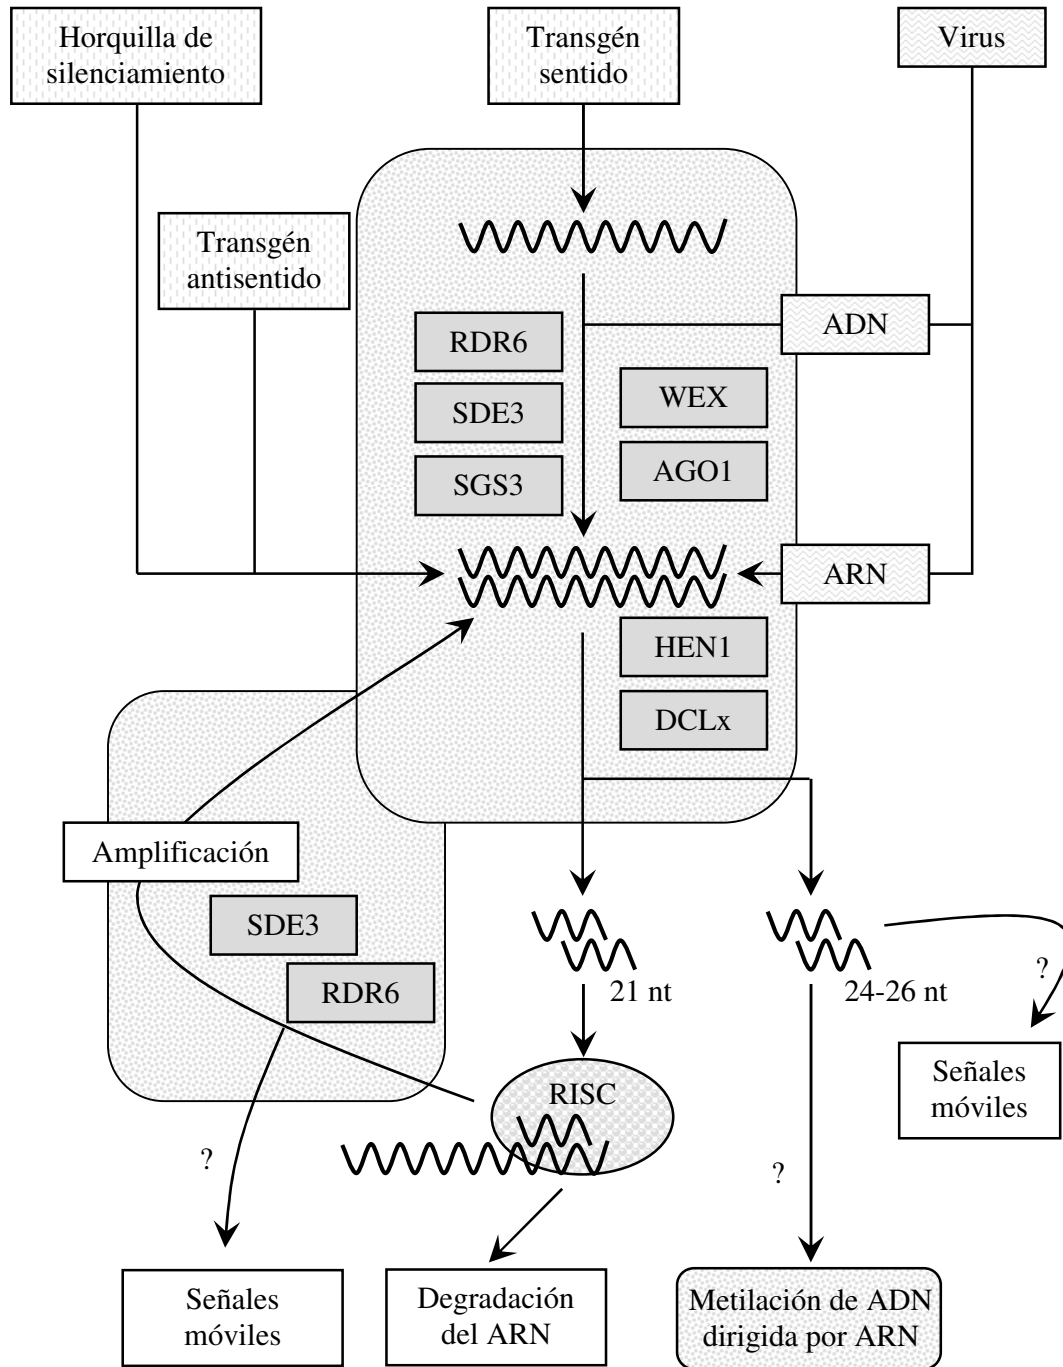 Horquilla de
silenciamiento
Transgén
sentido
Virus
Transgén
antisentido
ADN
RDR6
WEX
SDE3
AGO1
SGS3
ARN
HEN1
DCLx
Amplificación
SDE3
RDR6
21 nt
24-26 nt
?
Señales
móviles
RISC
?
?
Señales
móviles
Degradación
del ARN
Metilación de ADN
dirigida por ARN